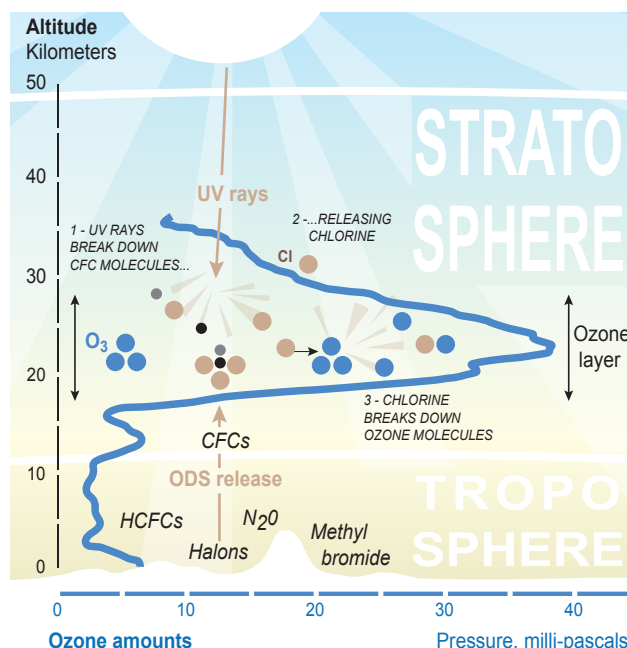 Altitude
Kilometers
50
40
30
20
10
0
STRATO
SPHERE
UV rays
1 - UV RAYS
BREAK DOWN
CFC MOLECULES...
2 -...RELEASING
CHLORINE
Cl
O3
Ozone
layer
3 - CHLORINE
BREAKS DOWN
OZONE MOLECULES
CFCs
ODS release
TROPO
SPHERE
HCFCs
N20
Halons
Methyl
bromide
0
10
20
30
40
Ozone amounts
Pressure, milli-pascals